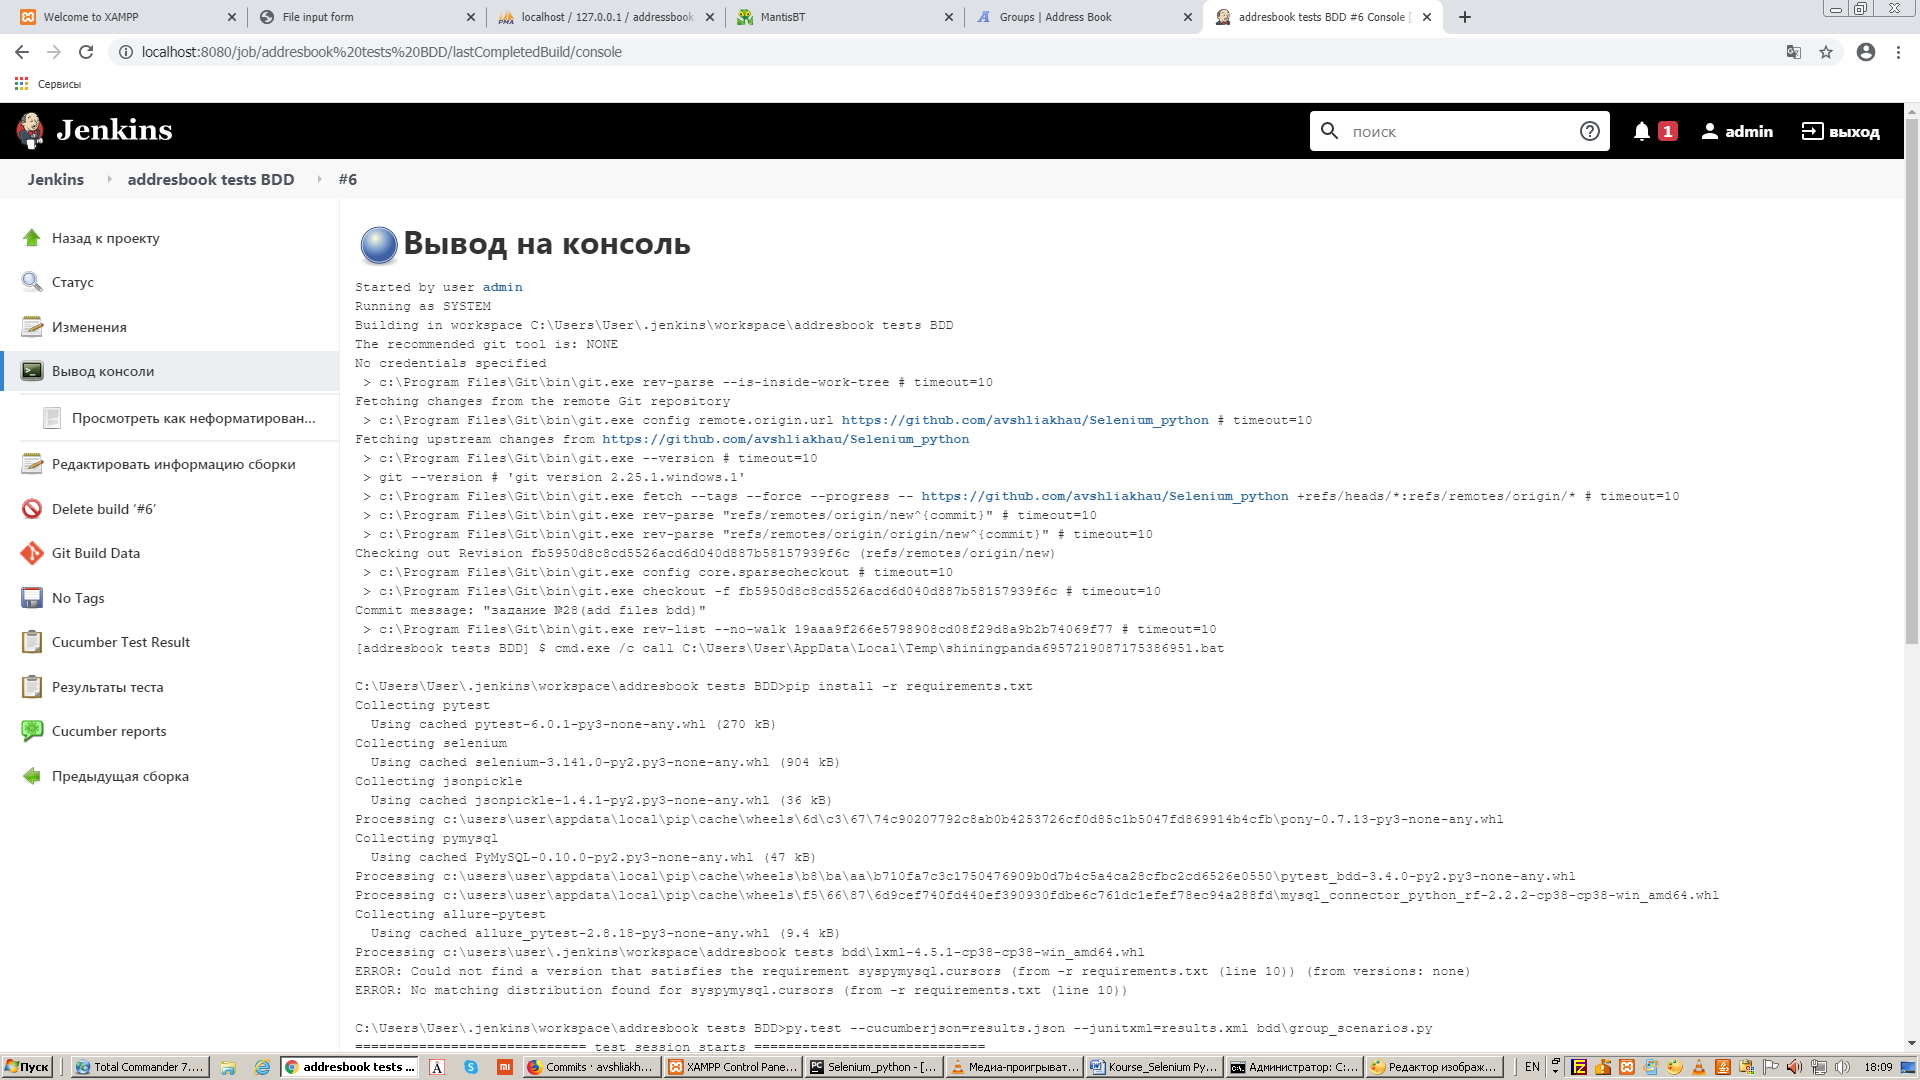 Welcome to XAMPP
File input form
localhost / 127.0.0.1 / addressbook
MantisBT
Groups | Address Book
addresbook tests BDD #6 Console [
localhost:8080/job/addresbook%20tests%20BDD/lastCompletedBuild/console
Сервисы
Jenkins
поиск
1
admin
выход
Jenkins
addresbook tests BDD
#6
Назад к проекту
Статус
Изменения
Вывод консоли
Просмотреть как неформатирован...
Редактировать информацию сборки
Delete build ‘#6’
Git Build Data
No Tags
Cucumber Test Result
Результаты теста
Cucumber reports
Предыдущая сборка
Вывод на консоль
Started by user admin
Running as SYSTEM
Building in workspace C:\Users\User\.jenkins\workspace\addresbook tests BDD
The recommended git tool is: NONE
No credentials specified
 > c:\Program Files\Git\bin\git.exe rev-parse --is-inside-work-tree # timeout=10
Fetching changes from the remote Git repository
 > c:\Program Files\Git\bin\git.exe config remote.origin.url https://github.com/avshliakhau/Selenium_python # timeout=10
Fetching upstream changes from https://github.com/avshliakhau/Selenium_python
 > c:\Program Files\Git\bin\git.exe --version # timeout=10
 > git --version # 'git version 2.25.1.windows.1'
 > c:\Program Files\Git\bin\git.exe fetch --tags --force --progress -- https://github.com/avshliakhau/Selenium_python +refs/heads/*:refs/remotes/origin/* # timeout=10
 > c:\Program Files\Git\bin\git.exe rev-parse "refs/remotes/origin/new^{commit}" # timeout=10
 > c:\Program Files\Git\bin\git.exe rev-parse "refs/remotes/origin/origin/new^{commit}" # timeout=10
Checking out Revision fb5950d8c8cd5526acd6d040d887b58157939f6c (refs/remotes/origin/new)
 > c:\Program Files\Git\bin\git.exe config core.sparsecheckout # timeout=10
 > c:\Program Files\Git\bin\git.exe checkout -f fb5950d8c8cd5526acd6d040d887b58157939f6c # timeout=10
Commit message: "задание №28(add files bdd)"
 > c:\Program Files\Git\bin\git.exe rev-list --no-walk 19aaa9f266e5798908cd08f29d8a9b2b74069f77 # timeout=10
[addresbook tests BDD] $ cmd.exe /c call C:\Users\User\AppData\Local\Temp\shiningpanda6957219087175386951.bat
C:\Users\User\.jenkins\workspace\addresbook tests BDD>pip install -r requirements.txt
Collecting pytest
  Using cached pytest-6.0.1-py3-none-any.whl (270 kB)
Collecting selenium
  Using cached selenium-3.141.0-py2.py3-none-any.whl (904 kB)
Collecting jsonpickle
  Using cached jsonpickle-1.4.1-py2.py3-none-any.whl (36 kB)
Processing c:\users\user\appdata\local\pip\cache\wheels\6d\c3\67\74c90207792c8ab0b4253726cf0d85c1b5047fd869914b4cfb\pony-0.7.13-py3-none-any.whl
Collecting pymysql
  Using cached PyMySQL-0.10.0-py2.py3-none-any.whl (47 kB)
Processing c:\users\user\appdata\local\pip\cache\wheels\b8\ba\aa\b710fa7c3c1750476909b0d7b4c5a4ca28cfbc2cd6526e0550\pytest_bdd-3.4.0-py2.py3-none-any.whl
Processing c:\users\user\appdata\local\pip\cache\wheels\f5\66\87\6d9cef740fd440ef390930fdbe6c761dc1efef78ec94a288fd\mysql_connector_python_rf-2.2.2-cp38-cp38-win_amd64.whl
Collecting allure-pytest
  Using cached allure_pytest-2.8.18-py3-none-any.whl (9.4 kB)
Processing c:\users\user\.jenkins\workspace\addresbook tests bdd\lxml-4.5.1-cp38-cp38-win_amd64.whl
ERROR: Could not find a version that satisfies the requirement syspymysql.cursors (from -r requirements.txt (line 10)) (from versions: none)
ERROR: No matching distribution found for syspymysql.cursors (from -r requirements.txt (line 10))
C:\Users\User\.jenkins\workspace\addresbook tests BDD>py.test --cucumberjson=results.json --junitxml=results.xml bdd\group_scenarios.py
============================= test session starts =============================
Пуск
Total Commander 7....
addresbook tests ...
Commits · avshliakh...
XAMPP Control Pane...
Selenium_python - [...
Медиа-проигрыват...
Kourse_Selenium Py...
Администратор: C:...
Редактор изображ...
EN
18:09